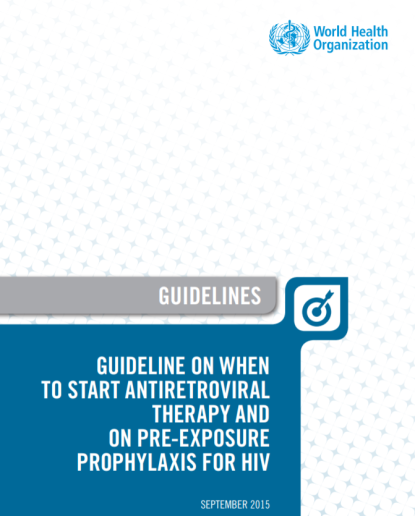 World Health
Organization
GUIDELINES
GUIDELINE ON WHEN
TO START ANTIRETROVIRAL
THERAPY AND
ON PRE-EXPOSURE
PROPHYLAXIS FOR HIV
SEPTEMBER 2015